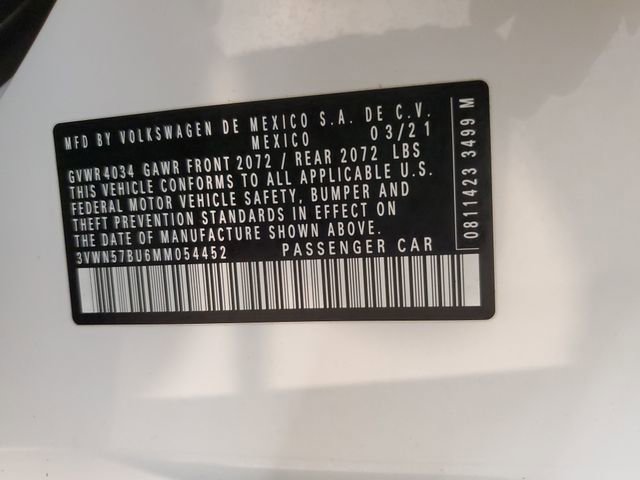 MFD BY VOLKSWAGEN DE MEXICO S.A. DE C.V.
MEXICO 03/21
GVWR 4034 GAWR FRONT 2072 / REAR 2072 LBS
THIS VEHICLE CONFORMS TO ALL APPLICABLE U.S.
FEDERAL MOTOR VEHICLE SAFETY, BUMPER AND
THEFT PREVENTION STANDARDS IN EFFECT ON
THE DATE OF MANUFACTURE SHOWN ABOVE.
3VWN57BU6MM054452 PASSENGER CAR
0811423 3499 M